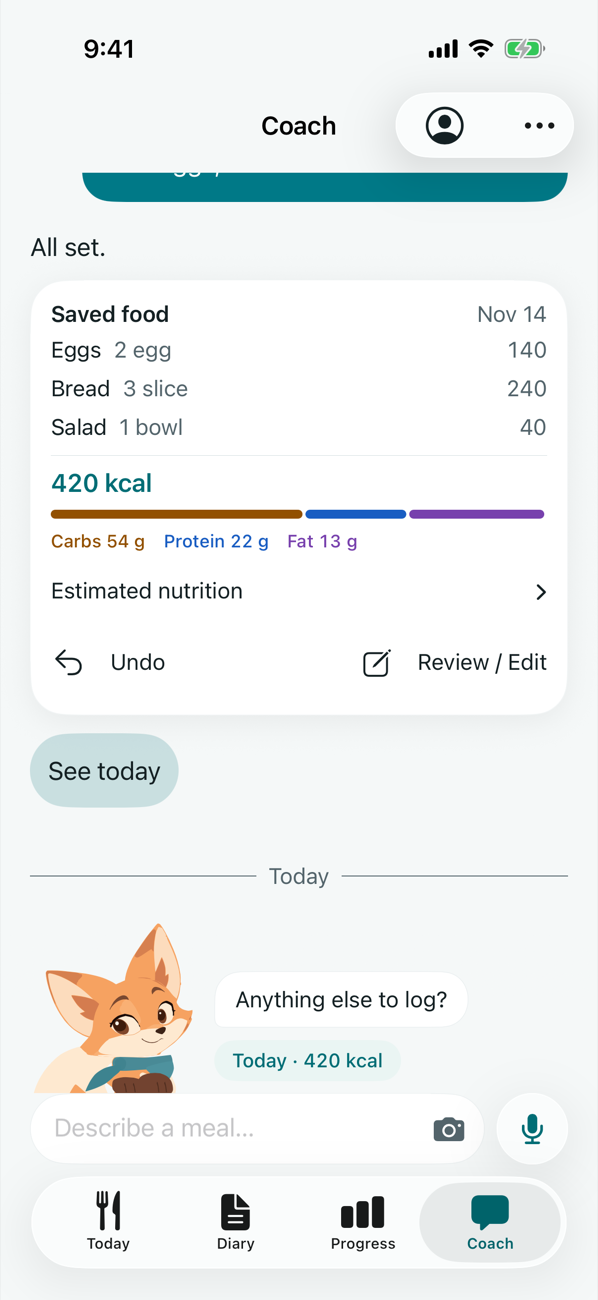 9:41
Coach
All set.
Saved food Nov 14
Eggs 2 egg 140
Bread 3 slice 240
Salad 1 bowl 40
420 kcal
Carbs 54 g Protein 22 g Fat 13 g
Estimated nutrition
Undo Review / Edit
See today
Today
Anything else to log?
Today · 420 kcal
Describe a meal...
Today Diary Progress Coach